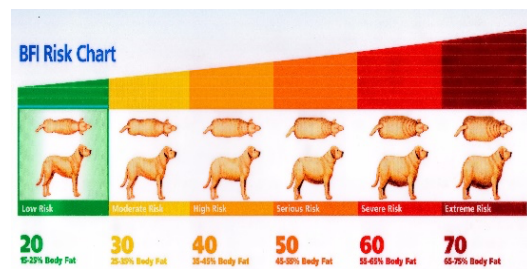 BFI Risk Chart
Low Risk Moderate Risk High Risk Serious Risk Severe Risk Extreme Risk
20 30 40 50 60 70
15-25% Body Fat 25-35% Body Fat 35-45% Body Fat 45-55% Body Fat 55-65% Body Fat 65-75% Body Fat